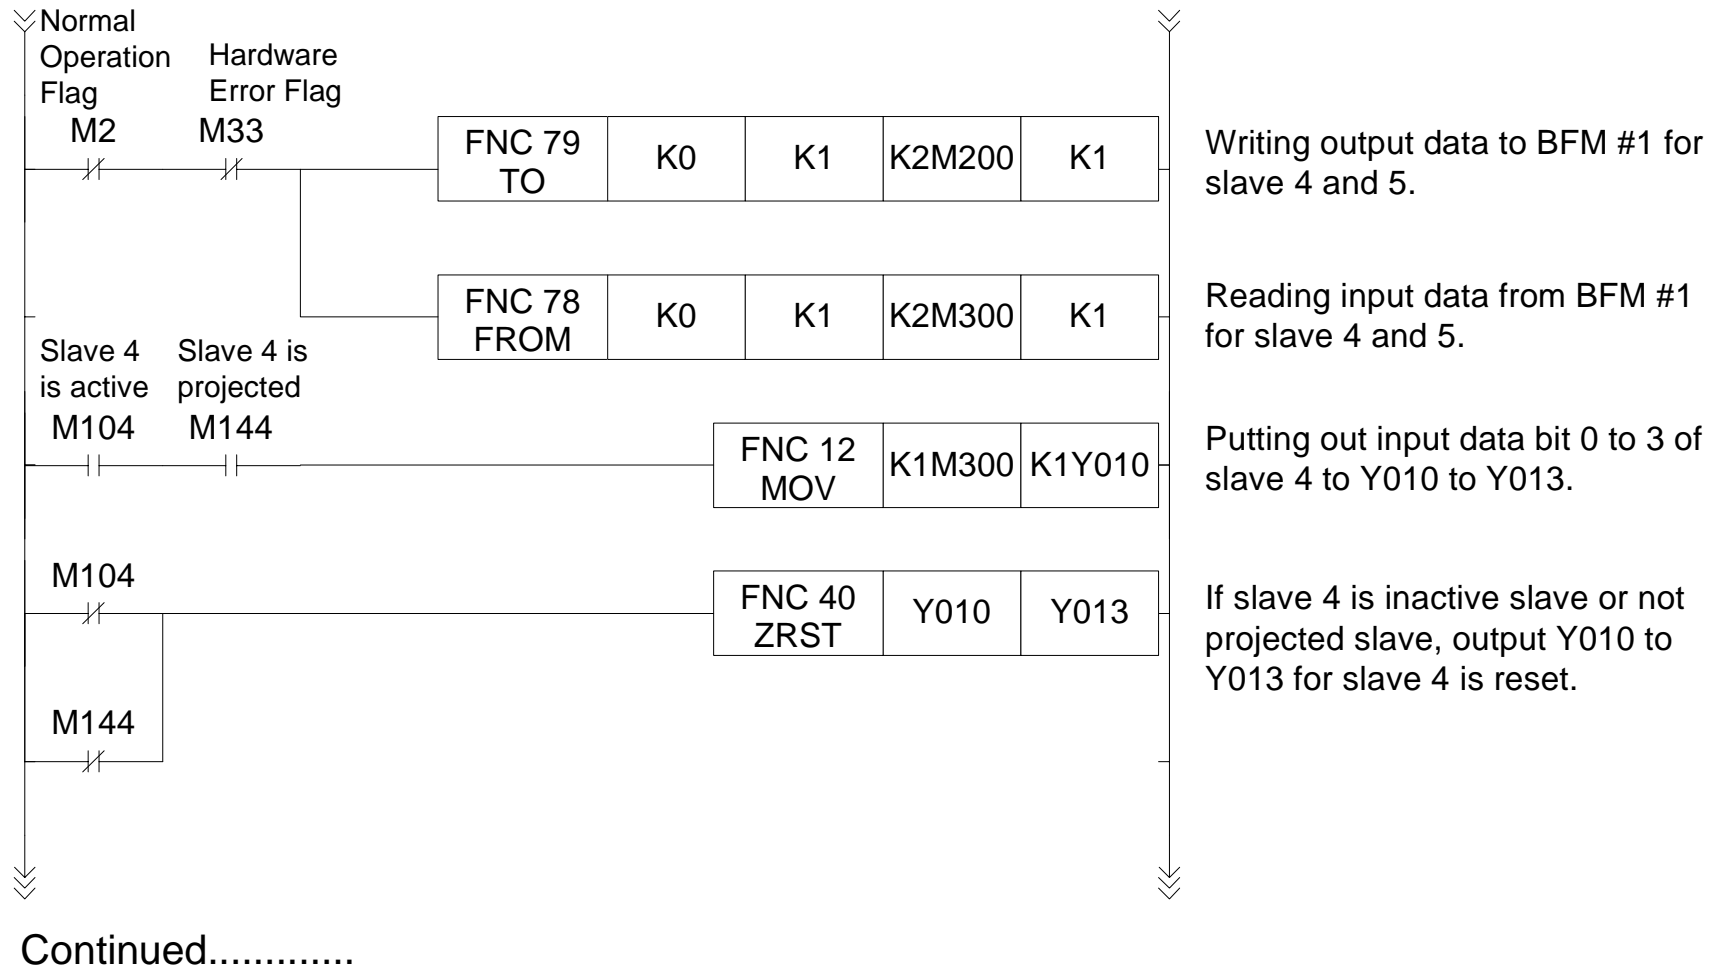 Normal
Operation
Flag
Hardware
Error Flag
M2
M33
FNC 79
TO
K0
K1
K2M200
K1
Writing output data to BFM #1 for
slave 4 and 5.
FNC 78
FROM
K0
K1
K2M300
K1
Reading input data from BFM #1
for slave 4 and 5.
Slave 4
is active
Slave 4 is
projected
M104
M144
FNC 12
MOV
K1M300
K1Y010
Putting out input data bit 0 to 3 of
slave 4 to Y010 to Y013.
M104
FNC 40
ZRST
Y010
Y013
If slave 4 is inactive slave or not
projected slave, output Y010 to
Y013 for slave 4 is reset.
M144
Continued.............